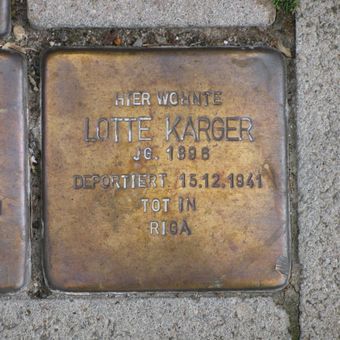 HIER WOHNTE
LOTTE KARGER
JG. 1896
DEPORTIERT 15.12.1941
TOT IN
RIGA